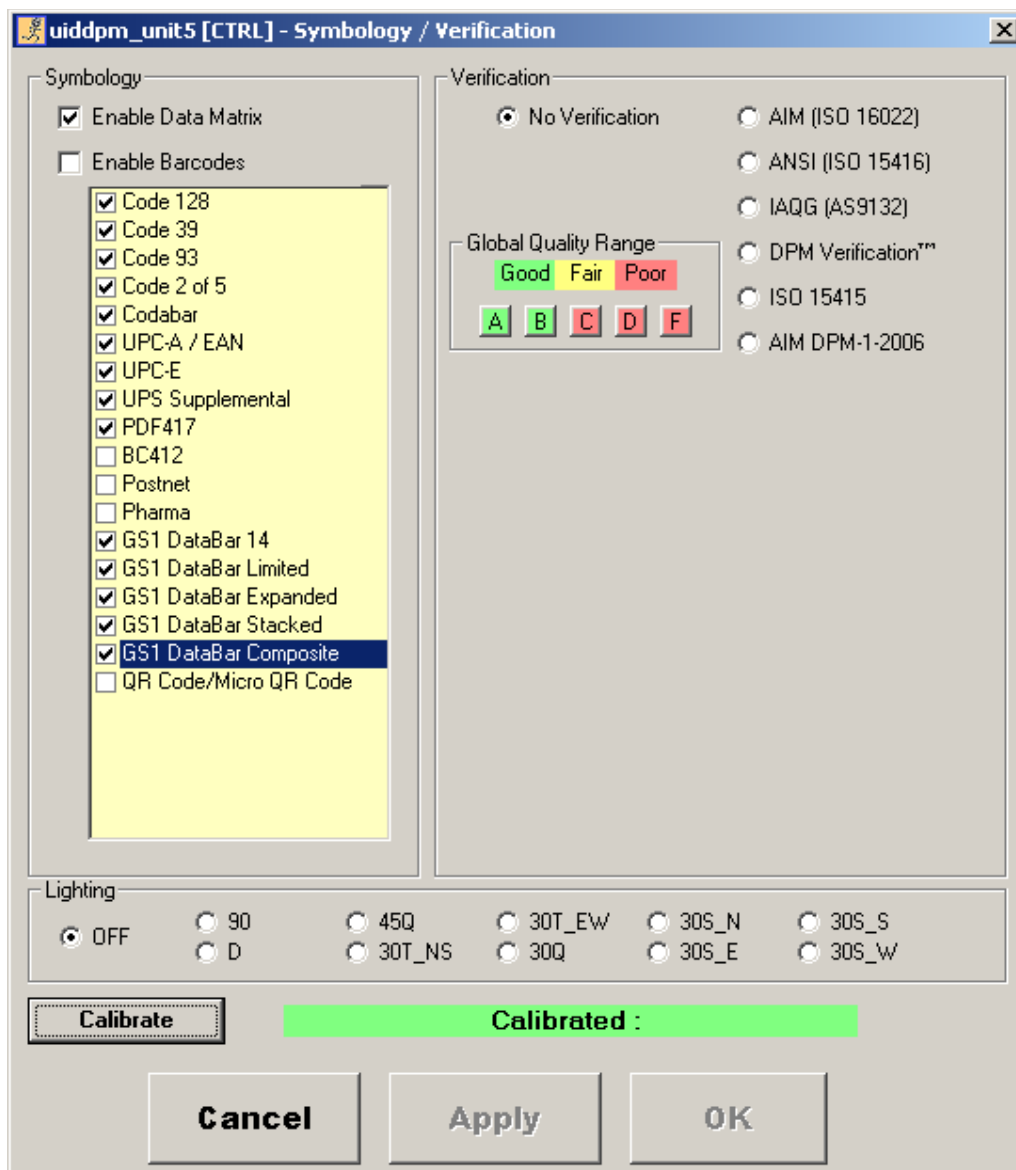 uiddpm_unit5 [CTRL] - Symbology / Verification
Symbology
Enable Data Matrix
Enable Barcodes
Code 128
Code 39
Code 93
Code 2 of 5
Codabar
UPC-A / EAN
UPC-E
UPS Supplemental
PDF417
BC412
Postnet
Pharma
GS1 DataBar 14
GS1 DataBar Limited
GS1 DataBar Expanded
GS1 DataBar Stacked
GS1 DataBar Composite
QR Code/Micro QR Code
Verification
No Verification
AIM (ISO 16022)
ANSI (ISO 15416)
IAQG (AS9132)
DPM Verification™
ISO 15415
AIM DPM-1-2006
Global Quality Range
Good Fair Poor
A B C D F
Lighting
OFF
90 45Q 30T_EW 30S_N 30S_S
D 30T_NS 30Q 30S_E 30S_W
Calibrate
Calibrated :
Cancel Apply OK